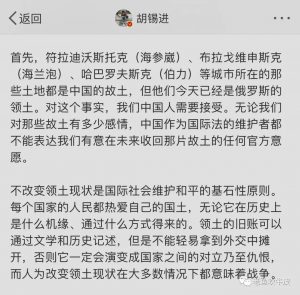 胡锡进
首先，符拉迪沃斯托克（海参崴）、布拉戈维申斯克
（海兰泡）、哈巴罗夫斯克（伯力）等城市所在的那
些土地都是中国的故土，但他们今天已经是俄罗斯的
领土。对这个事实，我们中国人需要接受。无论我们
对那些故土有多少感情，中国作为国际法的维护者都
不能表达我们有意在未来收回那片故土的任何官方意
愿。
不改变领土现状是国际社会维护和平的基石性原则。
每个国家的人民都热爱自己的国土，无论它在历史上
是什么机缘、通过什么方式得来的。领土的旧账可以
通过文学和历史记述，但是不能轻易拿到外交中摊
开，否则它一定会演变成国家之间的对立乃至仇恨，
而人为改变领土现状在大多数情况下都意味着战争。